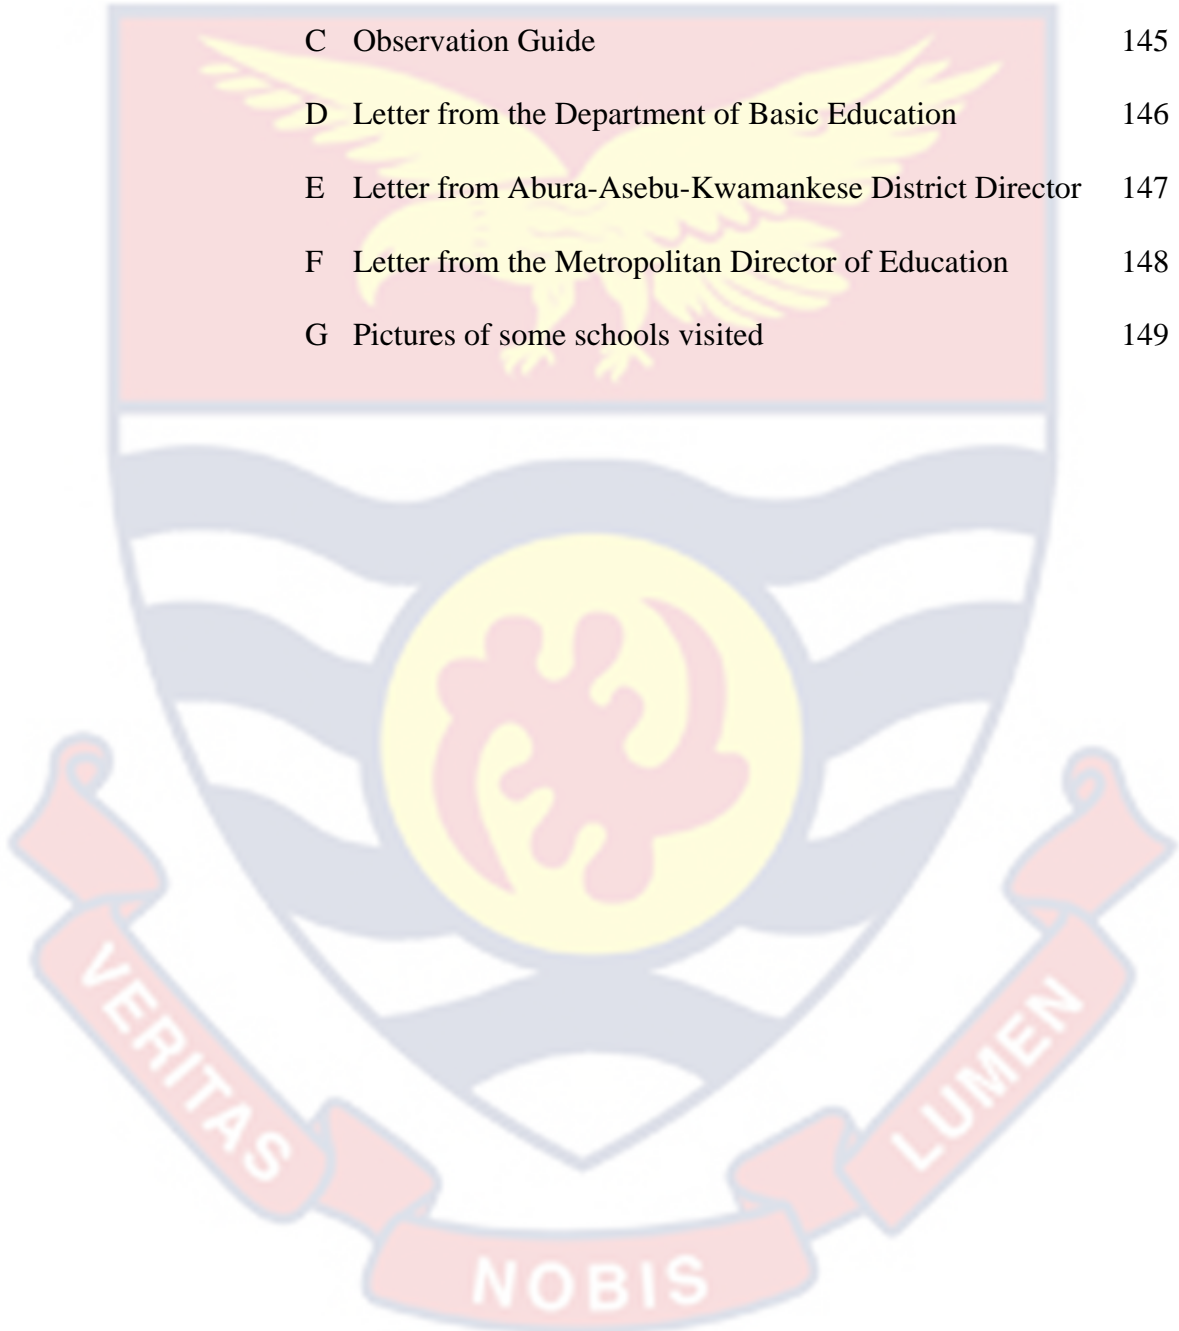 C Observation Guide 145
D Letter from the Department of Basic Education 146
E Letter from Abura-Asebu-Kwamankese District Director 147
F Letter from the Metropolitan Director of Education 148
G Pictures of some schools visited 149
VERITAS
NOBIS
LUMEN